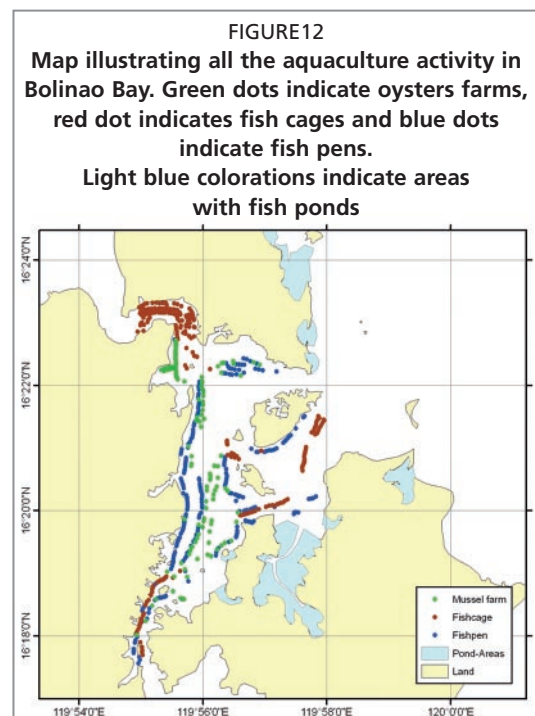 FIGURE12
Map illustrating all the aquaculture activity in
Bolinao Bay. Green dots indicate oysters farms,
red dot indicates fish cages and blue dots
indicate fish pens.
Light blue colorations indicate areas
with fish ponds
16°24'0"N
16°22'0"N
16°20'0"N
16°18'0"N
Mussel farm
Fishcage
Fishpen
Pond-Areas
Land
119°54'0"E
119°56'0"E
119°58'0"E
120°0'0"E